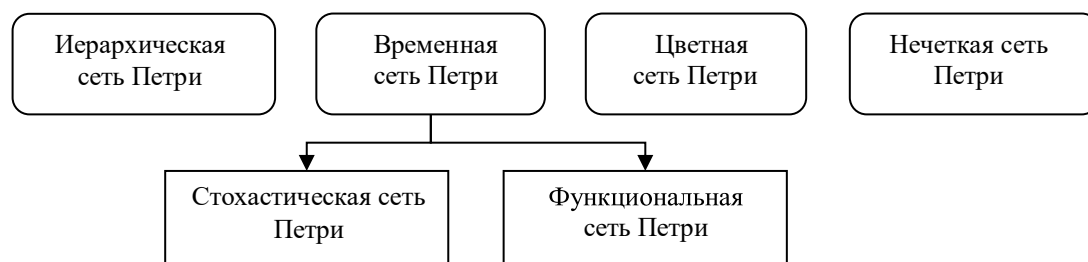 Иерархическая
сеть Петри
Временная
сеть Петри
Цветная
сеть Петри
Нечеткая сеть
Петри
Стохастическая сеть
Петри
Функциональная
сеть Петри